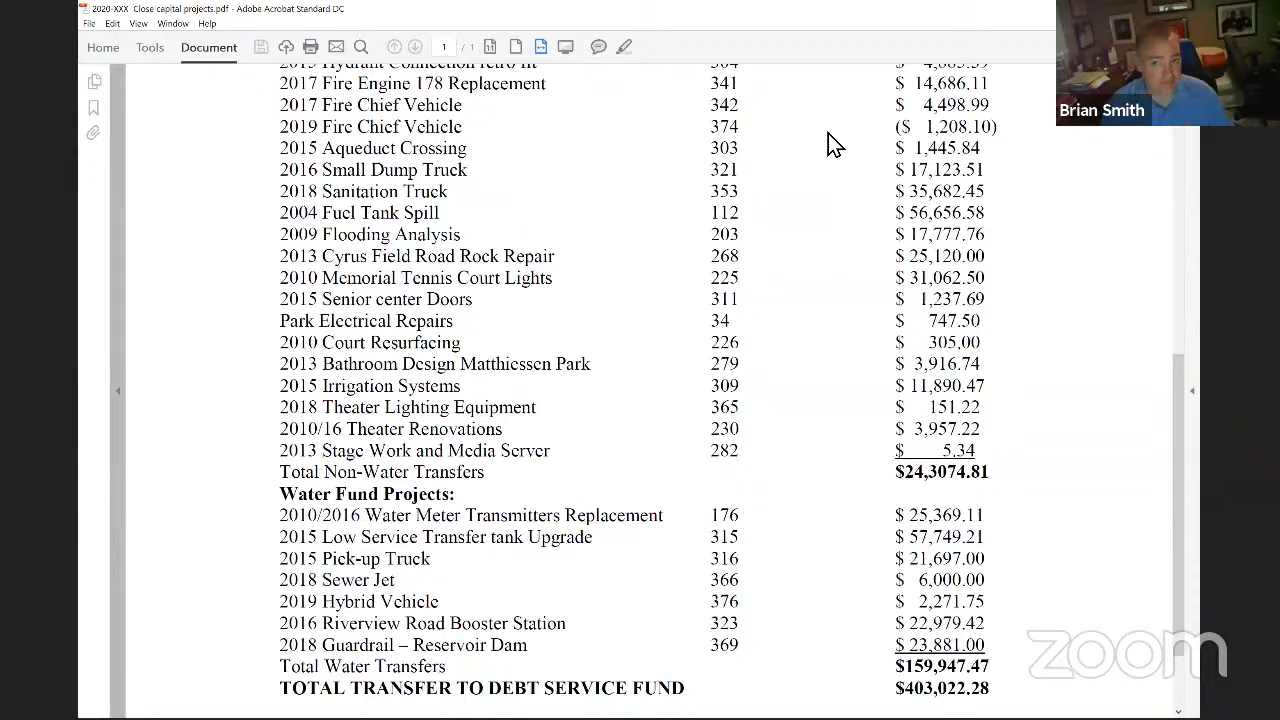 2020-XXX Close capital projects.pdf - Adobe Acrobat Standard DC
File Edit View Window Help
Home Tools Document 1 / 1
2015 Hydrant Connection retro fit 304 $ 4,885.59
2017 Fire Engine 178 Replacement 341 $ 14,686.11
2017 Fire Chief Vehicle 342 $ 4,498.99
2019 Fire Chief Vehicle 374 ($ 1,208.10)
2015 Aqueduct Crossing 303 $ 1,445.84
2016 Small Dump Truck 321 $ 17,123.51
2018 Sanitation Truck 353 $ 35,682.45
2004 Fuel Tank Spill 112 $ 56,656.58
2009 Flooding Analysis 203 $ 17,777.76
2013 Cyrus Field Road Rock Repair 268 $ 25,120.00
2010 Memorial Tennis Court Lights 225 $ 31,062.50
2015 Senior center Doors 311 $ 1,237.69
Park Electrical Repairs 34 $ 747.50
2010 Court Resurfacing 226 $ 305.00
2013 Bathroom Design Matthiessen Park 279 $ 3,916.74
2015 Irrigation Systems 309 $ 11,890.47
2018 Theater Lighting Equipment 365 $ 151.22
2010/16 Theater Renovations 230 $ 3,957.22
2013 Stage Work and Media Server 282 $ 5.34
Total Non-Water Transfers $24,3074.81
Water Fund Projects:
2010/2016 Water Meter Transmitters Replacement 176 $ 25,369.11
2015 Low Service Transfer tank Upgrade 315 $ 57,749.21
2015 Pick-up Truck 316 $ 21,697.00
2018 Sewer Jet 366 $ 6,000.00
2019 Hybrid Vehicle 376 $ 2,271.75
2016 Riverview Road Booster Station 323 $ 22,979.42
2018 Guardrail – Reservoir Dam 369 $ 23,881.00
Total Water Transfers $159,947.47
TOTAL TRANSFER TO DEBT SERVICE FUND $403,022.28
Brian Smith
zoom